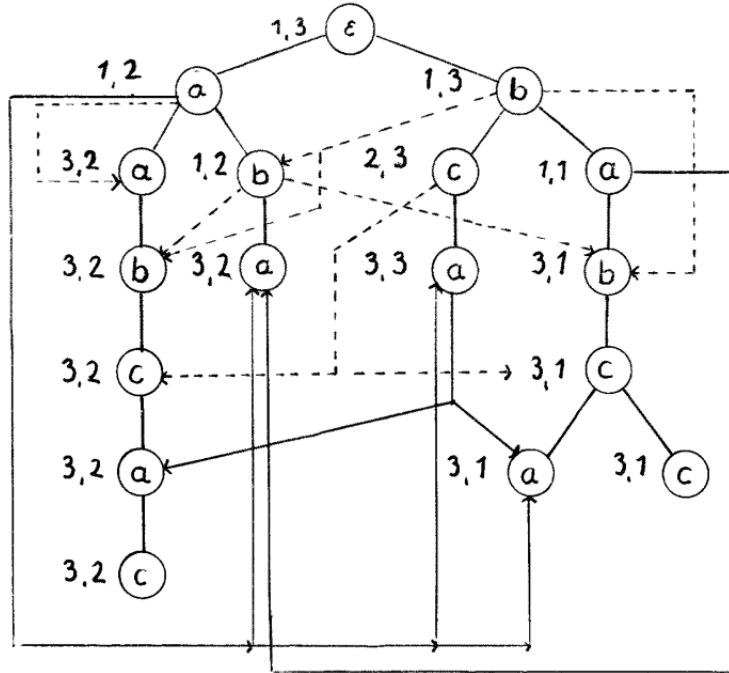 1,3 ε
1,2 a 1,3 b
3,2 a 1,2 b 2,3 c 1,1 a
3,2 b 3,2 a 3,3 a 3,1 b
3,2 c 3,1 c
3,2 a 3,1 a 3,1 c
3,2 c